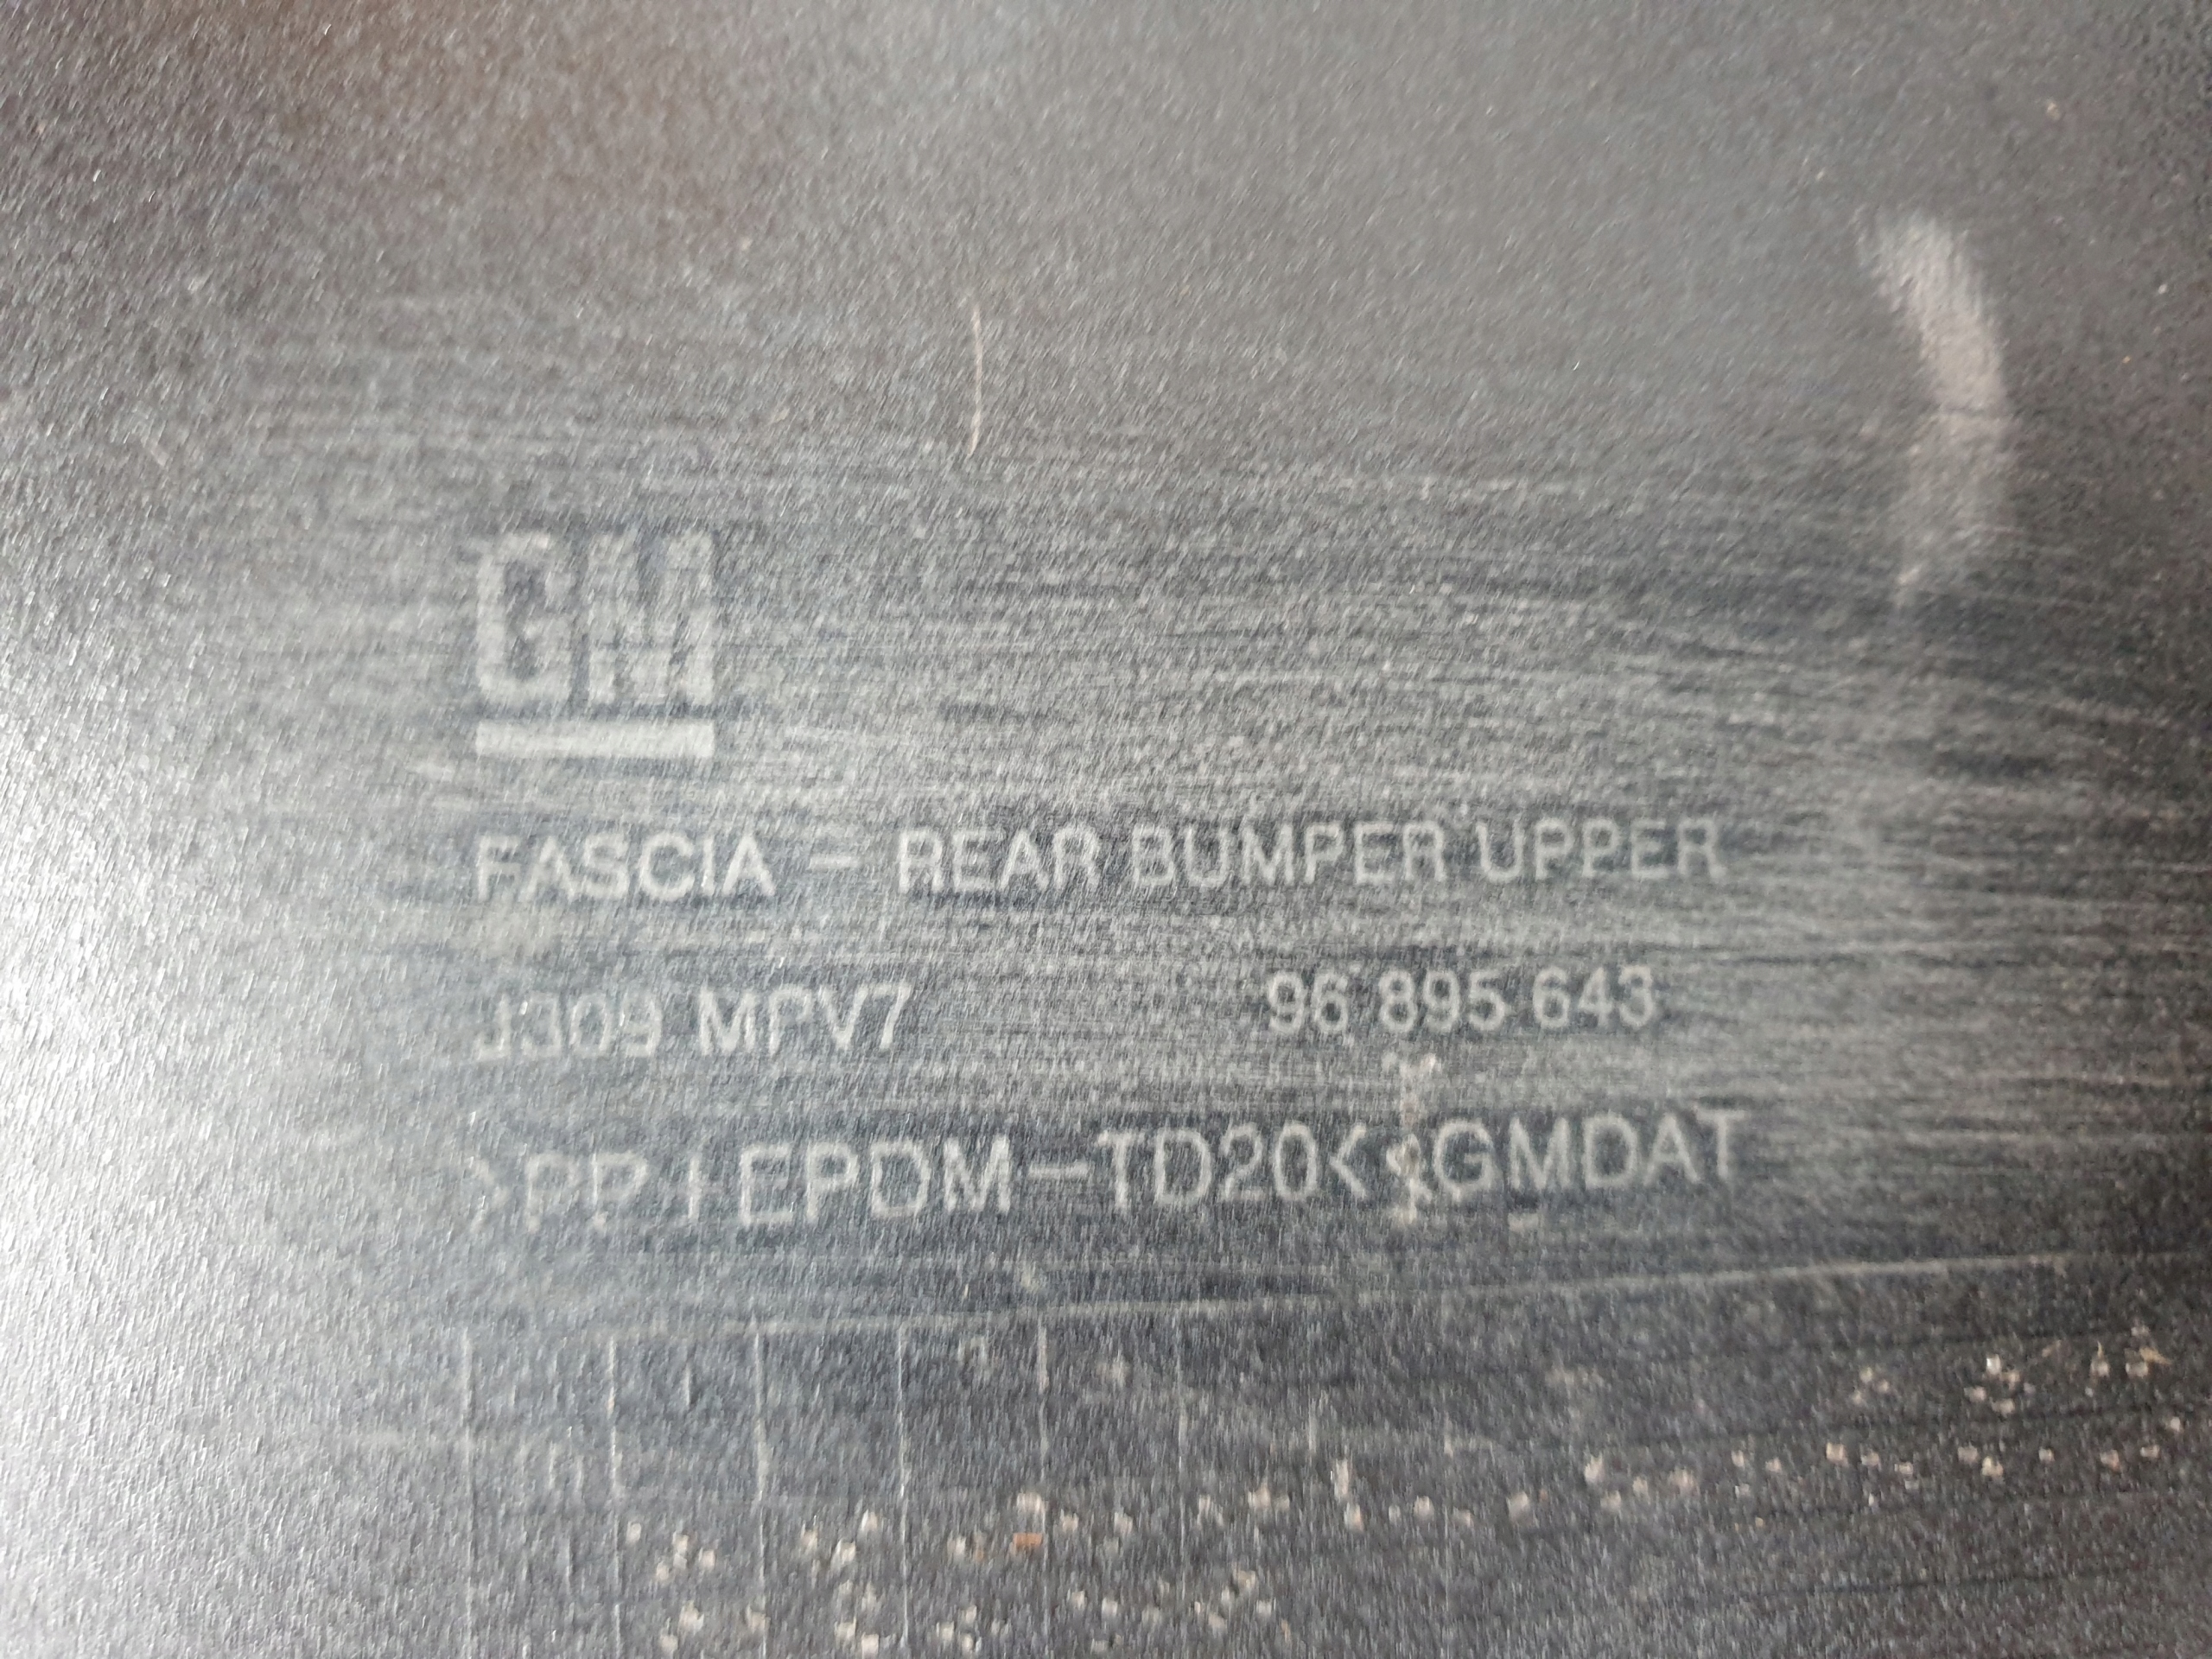 GM
FASCIA - REAR BUMPER UPPER
J309 MPV7 96 895 643
>PP+EPDM-TD20< GMDAT